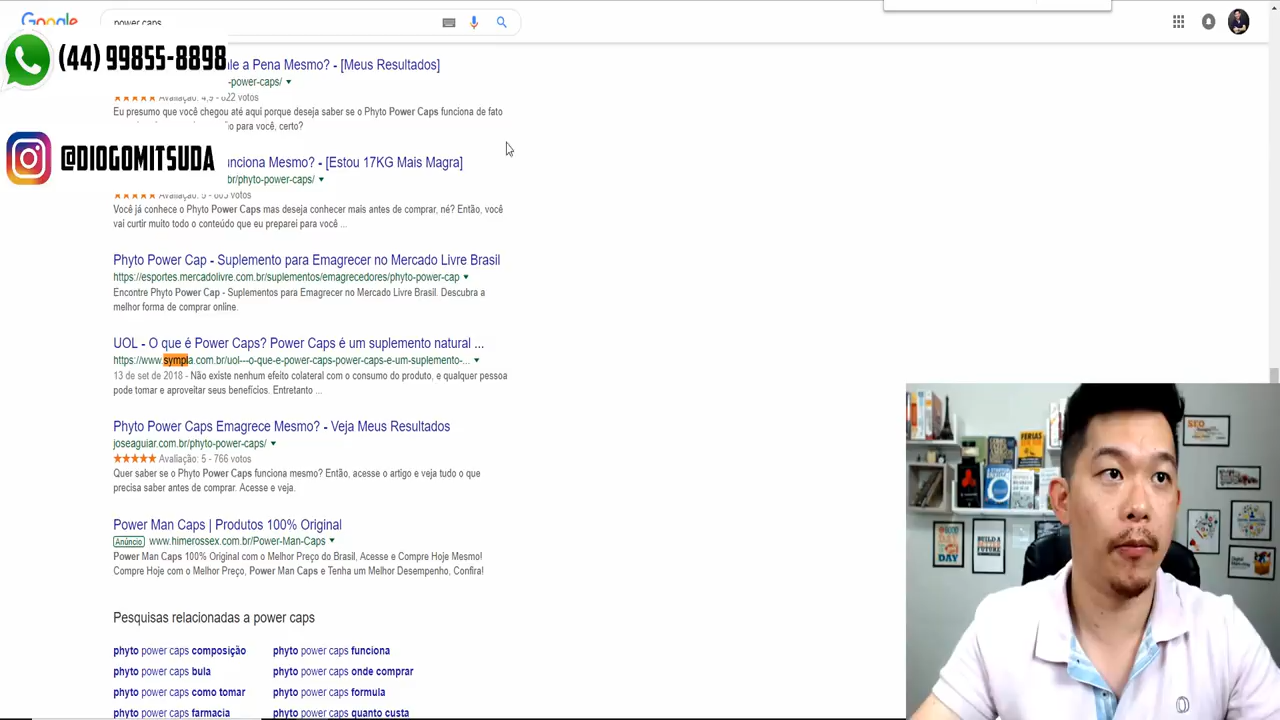 Google
power caps
(44) 99855-8898
ale a Pena Mesmo? - [Meus Resultados]
-power-caps/
Avaliação: 4,9 - 622 votos
Eu presumo que você chegou até aqui porque deseja saber se o Phyto Power Caps funciona de fato
para você, certo?
@DIOGOMITSUDA
unciona Mesmo? - [Estou 17KG Mais Magra]
br/phyto-power-caps/
Avaliação: 5 - 803 votos
Você já conhece o Phyto Power Caps mas deseja conhecer mais antes de comprar, né? Então, você
vai curtir muito todo o conteúdo que eu preparei para você ...
Phyto Power Cap - Suplemento para Emagrecer no Mercado Livre Brasil
https://esportes.mercadolivre.com.br/suplementos/emagrecedores/phyto-power-cap
Encontre Phyto Power Cap - Suplementos para Emagrecer no Mercado Livre Brasil. Descubra a
melhor forma de comprar online.
UOL - O que é Power Caps? Power Caps é um suplemento natural ...
https://www.sympla.com.br/uol---o-que-e-power-caps-power-caps-e-um-suplemento-...
13 de set de 2018 - Não existe nenhum efeito colateral com o consumo do produto, e qualquer pessoa
pode tomar e aproveitar seus benefícios. Entretanto ...
Phyto Power Caps Emagrece Mesmo? - Veja Meus Resultados
joseaguiar.com.br/phyto-power-caps/
Avaliação: 5 - 766 votos
Quer saber se o Phyto Power Caps funciona mesmo? Então, acesse o artigo e veja tudo o que
precisa saber antes de comprar. Acesse e veja.
Power Man Caps | Produtos 100% Original
Anúncio www.himerossex.com.br/Power-Man-Caps
Power Man Caps 100% Original com o Melhor Preço do Brasil, Acesse e Compre Hoje Mesmo!
Compre Hoje com o Melhor Preço, Power Man Caps e Tenha um Melhor Desempenho, Confira!
Pesquisas relacionadas a power caps
phyto power caps composição
phyto power caps funciona
phyto power caps bula
phyto power caps onde comprar
phyto power caps como tomar
phyto power caps formula
phyto power caps farmacia
phyto power caps quanto custa
SEO
FERIAS
GOOD
DAY
BUILD A
FUTURE